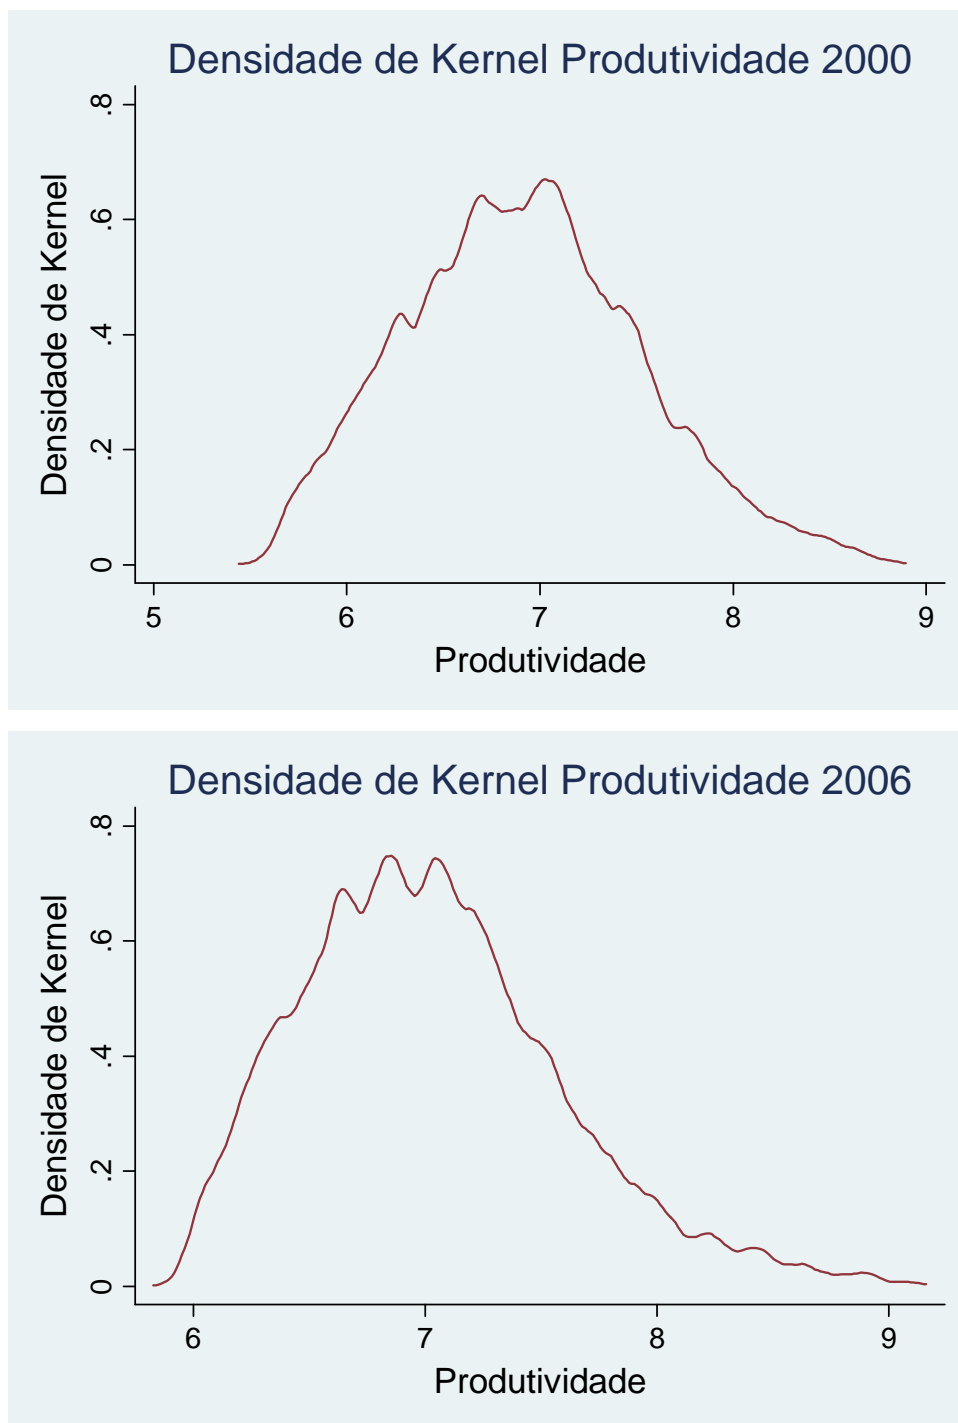 Densidade de Kernel Produtividade 2000
Densidade de Kernel
.8
.6
.4
.2
0
5 6 7 8 9
Produtividade
Densidade de Kernel Produtividade 2006
Densidade de Kernel
.8
.6
.4
.2
0
6 7 8 9
Produtividade